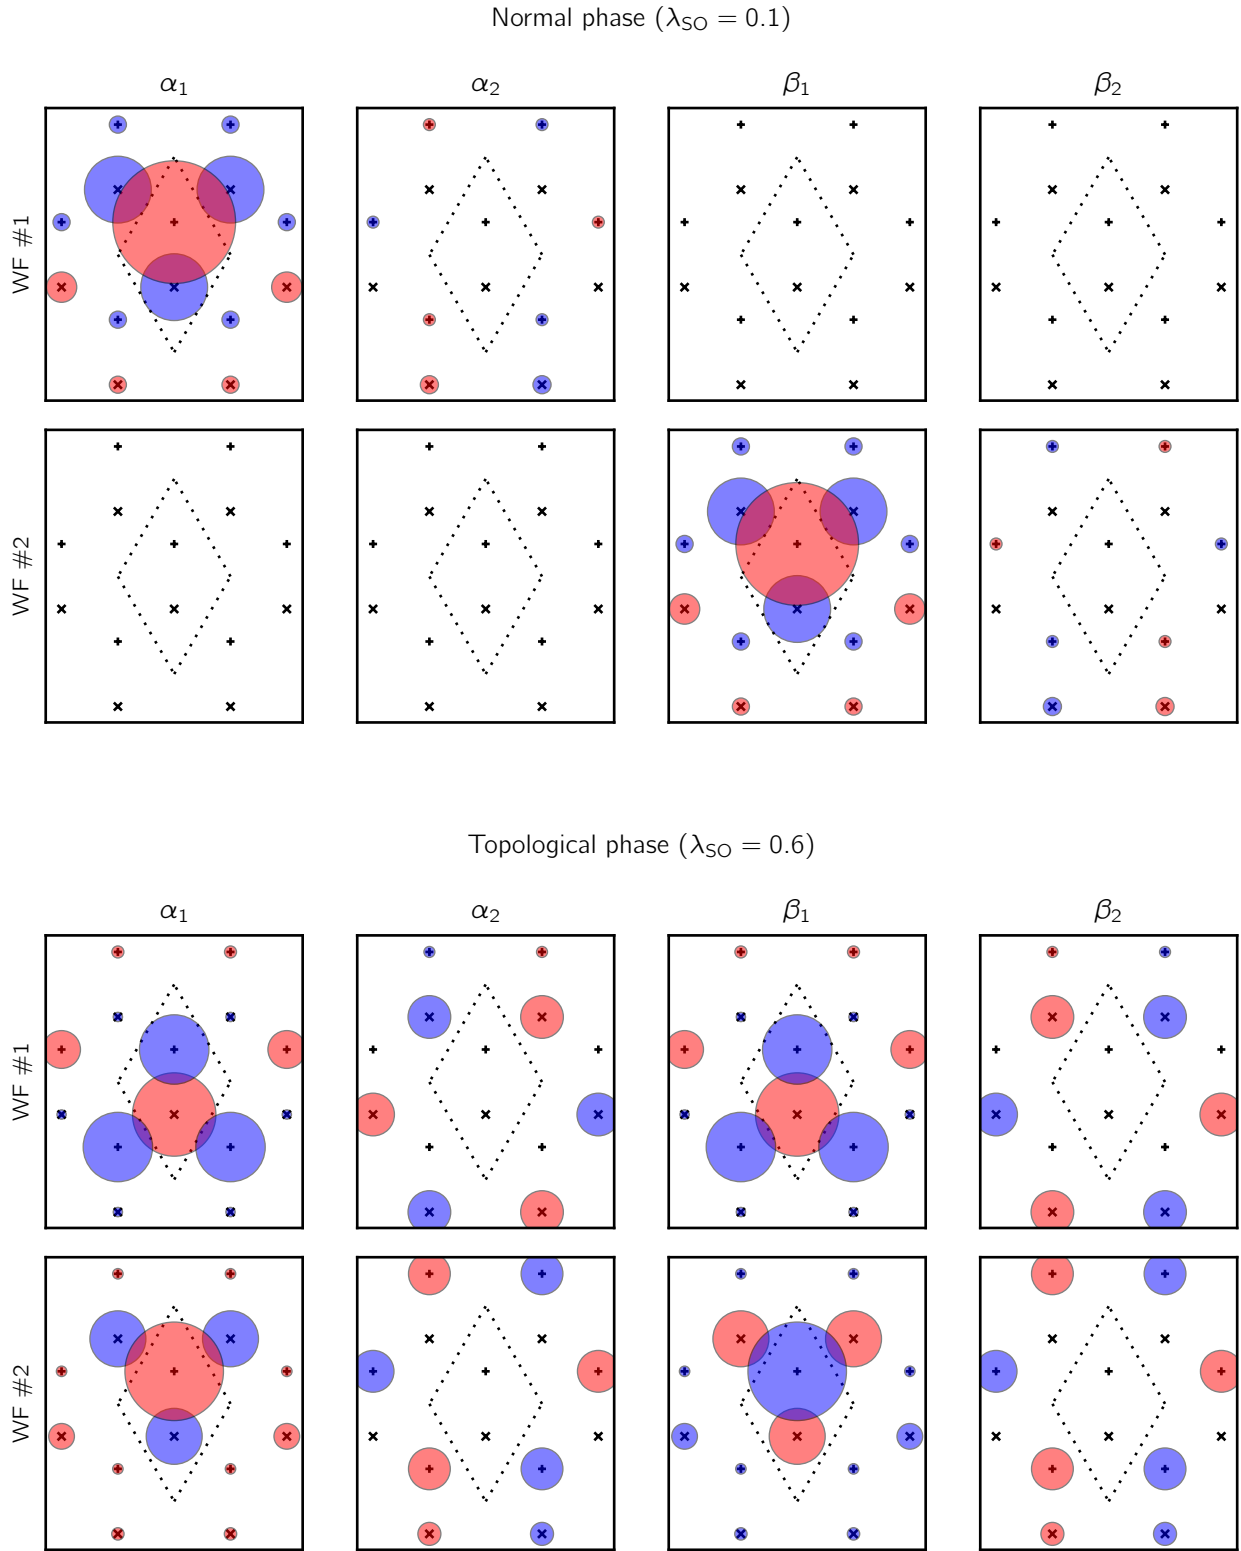 Normal phase (λSO = 0.1)
α1 α2 β1 β2
WF #1
WF #2
Topological phase (λSO = 0.6)
α1 α2 β1 β2
WF #1
WF #2